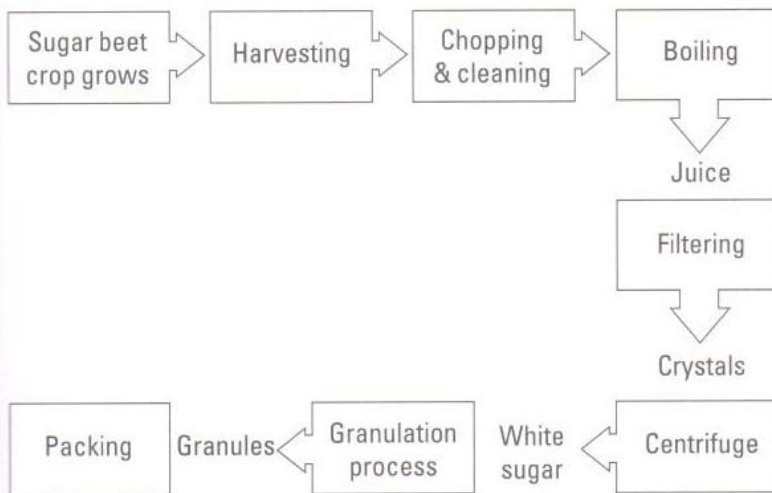 Sugar beet
crop grows
Harvesting
Chopping
& cleaning
Boiling
Juice
Filtering
Crystals
Centrifuge
White
sugar
Granulation
process
Granules
Packing